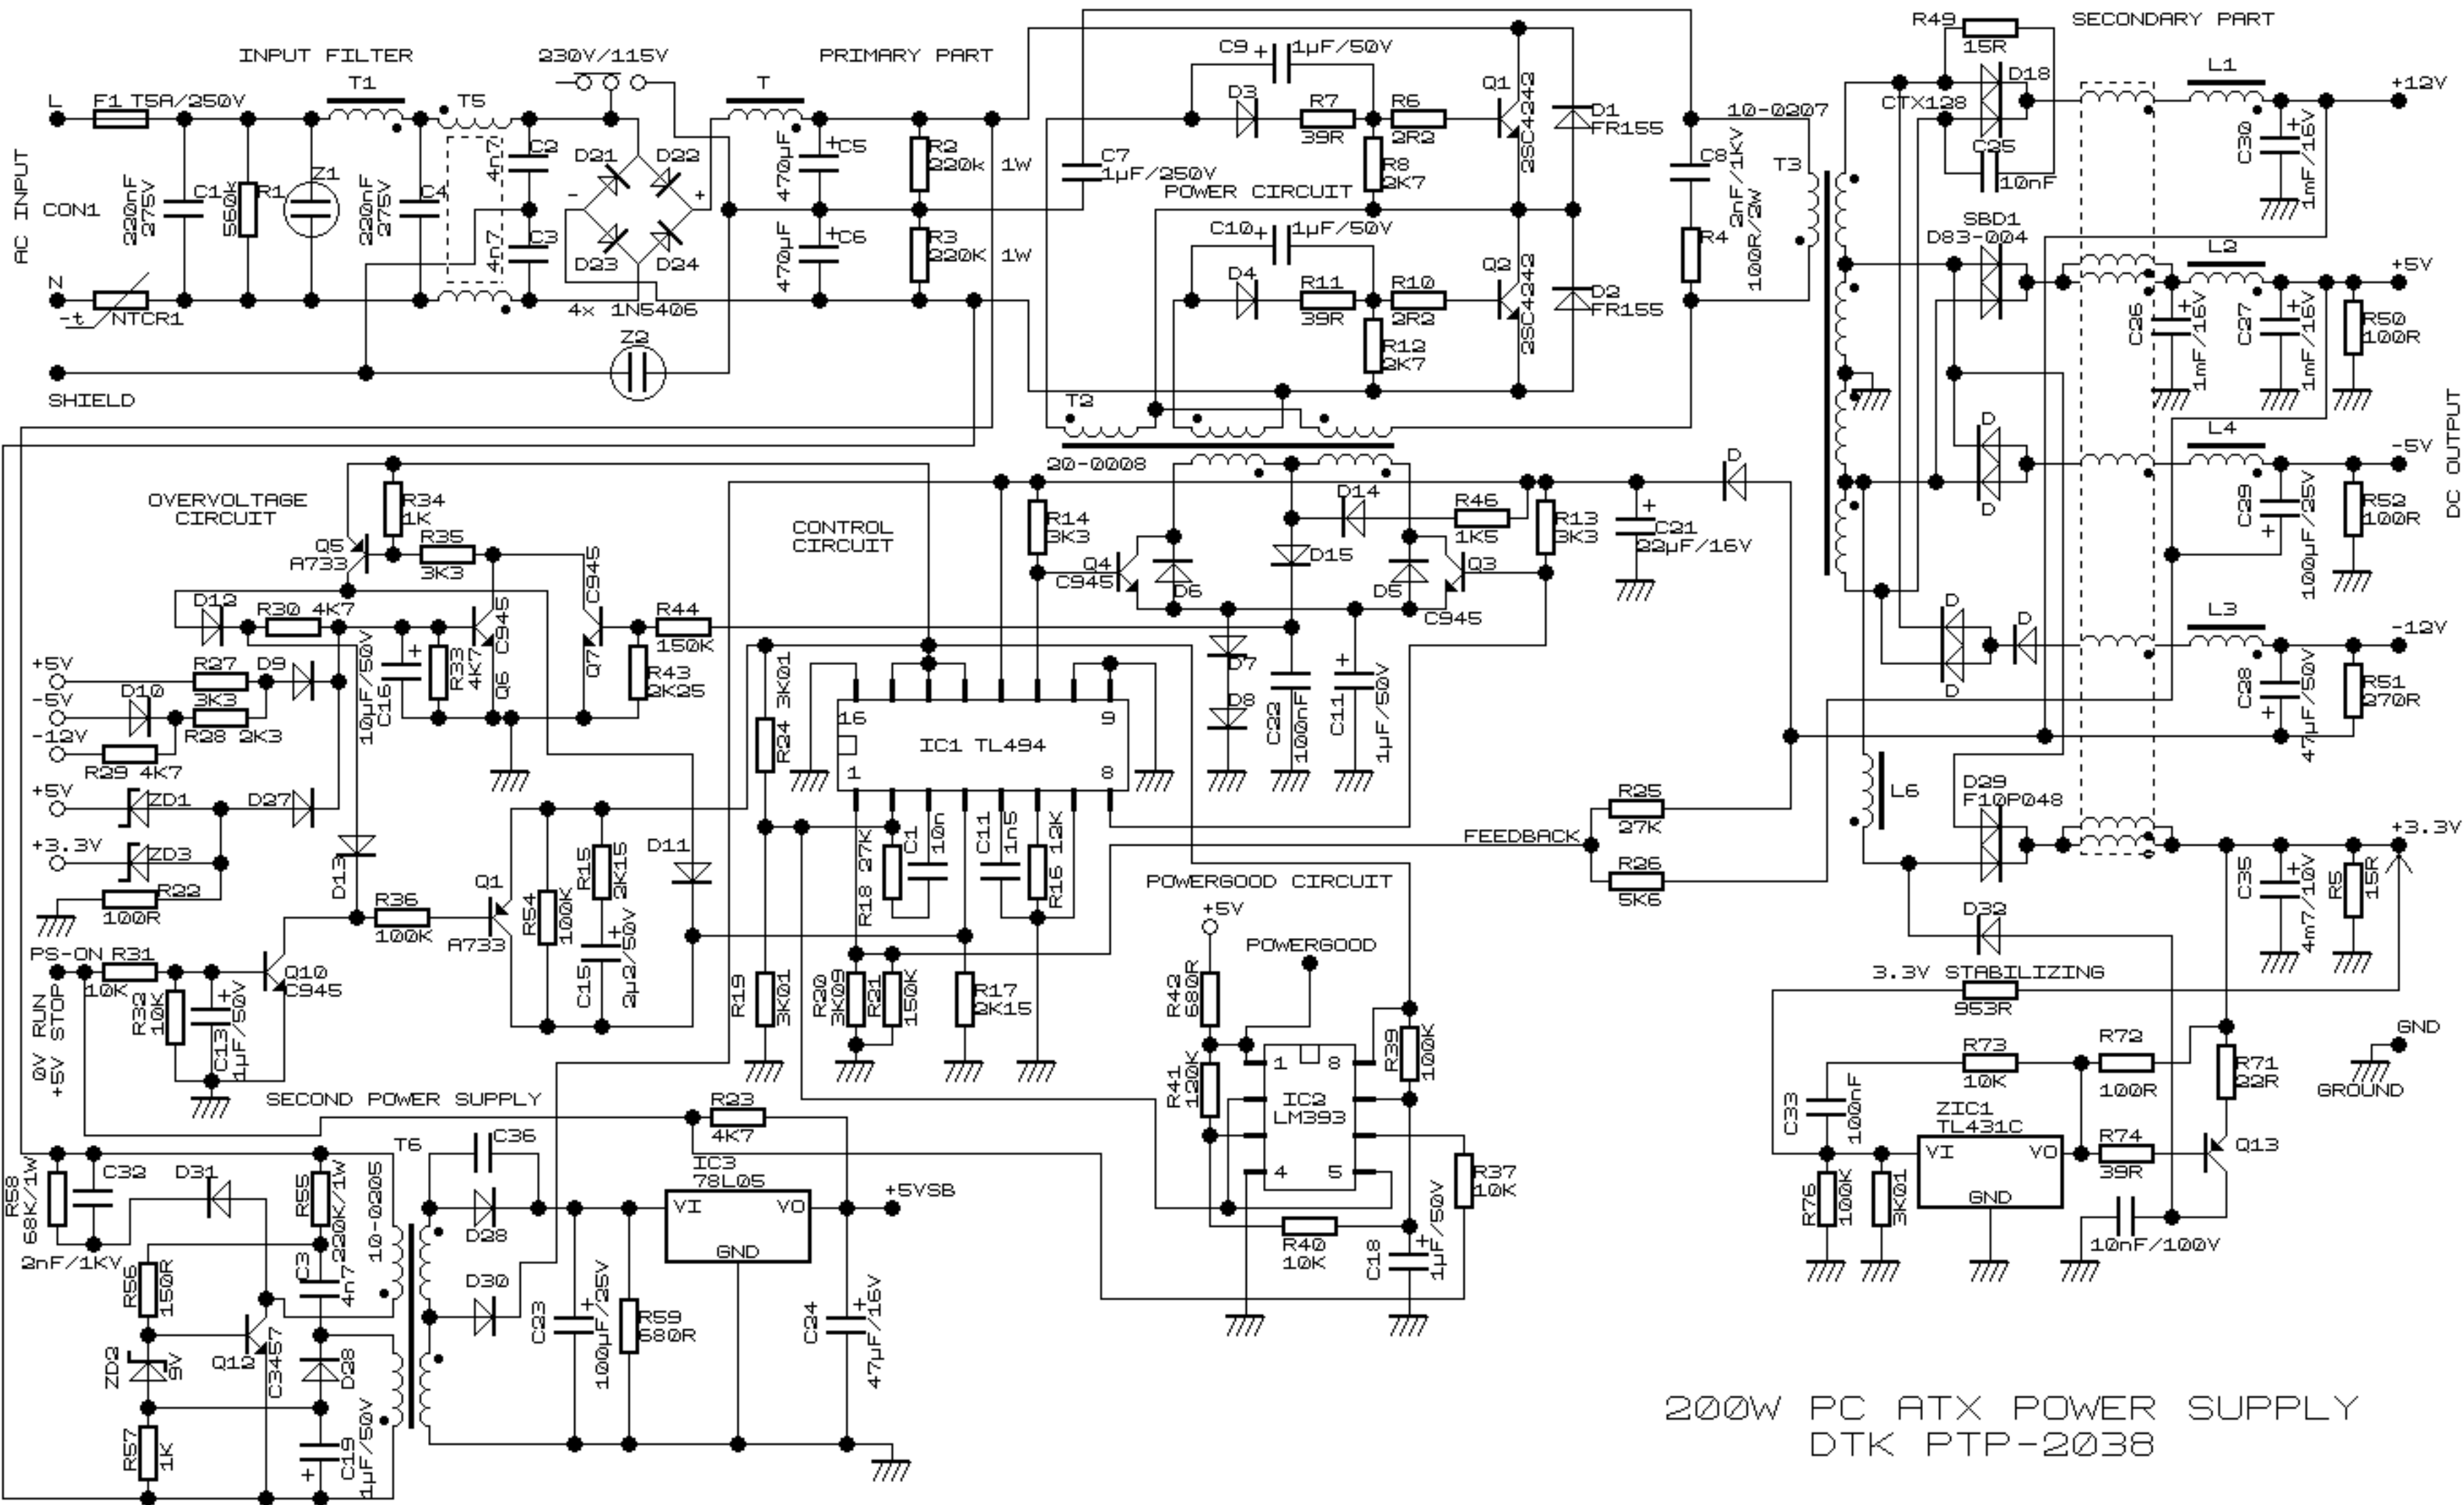 INPUT FILTER
230V/115V
PRIMARY PART
SECONDARY PART
AC INPUT
L
F1 T5A/250V
CON1
220nF
275V
C1
560k
R1
Z1
T1
220nF
275V
C4
T5
4n7
C2
4n7
C3
D21
D22
D23
D24
-
+
4x 1N5406
N
-t
NTCR1
SHIELD
Z2
T
470µF
+
C5
470µF
+
C6
R2
220k 1W
R3
220K 1W
C7
1µF/250V
POWER CIRCUIT
C9
+
1µF/50V
D3
R7
39R
R6
2R2
R8
2K7
Q1
2SC4242
D1
FR155
C10
+
1µF/50V
D4
R11
39R
R10
2R2
R12
2K7
Q2
2SC4242
D2
FR155
C8
2nF/1KV
R4
100R/2W
10-0207
T3
T2
20-0008
R49
15R
D18
CTX128
C25
10nF
SBD1
D83-004
L1
+12V
C30
+
1mF/16V
L2
+5V
C26
+
1mF/16V
C27
+
1mF/16V
R50
100R
D
D
L4
-5V
C29
+
100µF/25V
R52
100R
DC OUTPUT
D
D
D
L3
-12V
C28
+
47µF/50V
R51
270R
L6
D29
F10P048
+3.3V
C35
+
4m7/10V
R5
15R
D32
3.3V STABILIZING
953R
R73
10K
R72
100R
R71
22R
C33
100nF
ZIC1
TL431C
VI
VO
GND
R74
39R
Q13
R76
100K
3K01
10nF/100V
GND
GROUND
OVERVOLTAGE
CIRCUIT
R34
1K
Q5
A733
R35
3K3
D12
R30 4K7
+5V
R27
3K3
D9
-5V
D10
R28 2K3
-12V
R29 4K7
10µF/50V
C16
+
R33
4K7
Q6
C945
Q7
C945
R44
150K
R43
2K25
+5V
ZD1
D27
+3.3V
ZD3
R22
100R
D13
PS-ON
R31
10K
0V RUN
+5V STOP
R32
10K
C13
+
1µF/50V
Q10
C945
R36
100K
Q1
A733
R54
100K
R15
2K15
C15
+
2µ2/50V
D11
CONTROL
CIRCUIT
R14
3K3
Q4
C945
D6
D14
D15
R46
1K5
D5
Q3
C945
R13
3K3
+
C21
22µF/16V
D
R24
3K01
16
9
IC1 TL494
1
8
D7
D8
C22
100nF
C11
+
1µF/50V
R18
27K
C1
10n
C11
1n5
R16
12K
R19
3K01
R20
3K09
R21
150K
R17
2K15
FEEDBACK
R25
27K
R26
5K6
POWERGOOD CIRCUIT
+5V
POWERGOOD
R42
680R
R41
120K
1
8
IC2
LM393
4
5
R39
100K
R37
10K
R40
10K
C18
+
1µF/50V
SECOND POWER SUPPLY
R23
4K7
R58
68K/1W
C32
2nF/1KV
D31
R55
220K/1W
T6
10-0205
C3
4n7
R56
150R
ZD2
9V
Q12
C3457
D28
R57
1K
C19
+
1µF/50V
C36
D28
D30
C23
+
100µF/25V
R59
680R
IC3
78L05
VI
VO
GND
+5VSB
C24
+
47µF/16V
200W PC ATX POWER SUPPLY
DTK PTP-2038